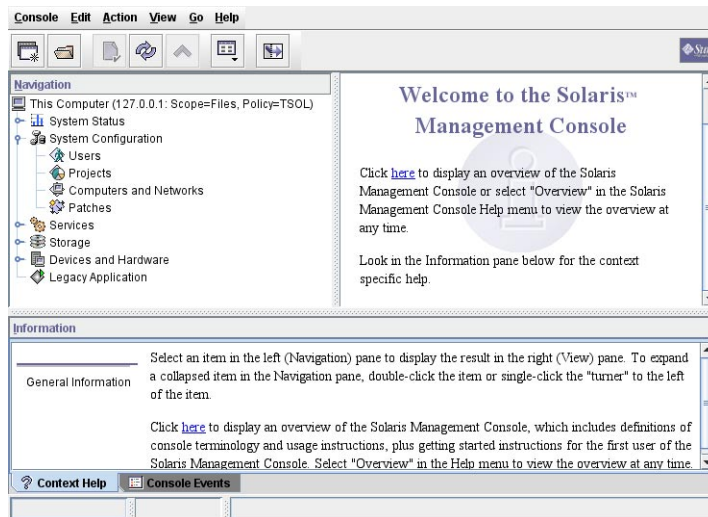 Console Edit Action View Go Help
Sun
Navigation
This Computer (127.0.0.1: Scope=Files, Policy=TSOL)
System Status
System Configuration
Users
Projects
Computers and Networks
Patches
Services
Storage
Devices and Hardware
Legacy Application
Welcome to the Solaris™
Management Console
Click here to display an overview of the Solaris
Management Console or select "Overview" in the Solaris
Management Console Help menu to view the overview at
any time.
Look in the Information pane below for the context
specific help.
Information
General Information
Select an item in the left (Navigation) pane to display the result in the right (View) pane. To expand
a collapsed item in the Navigation pane, double-click the item or single-click the "turner" to the left
of the item.
Click here to display an overview of the Solaris Management Console, which includes definitions of
console terminology and usage instructions, plus getting started instructions for the first user of the
Solaris Management Console. Select "Overview" in the Help menu to view the overview at any time.
Context Help Console Events